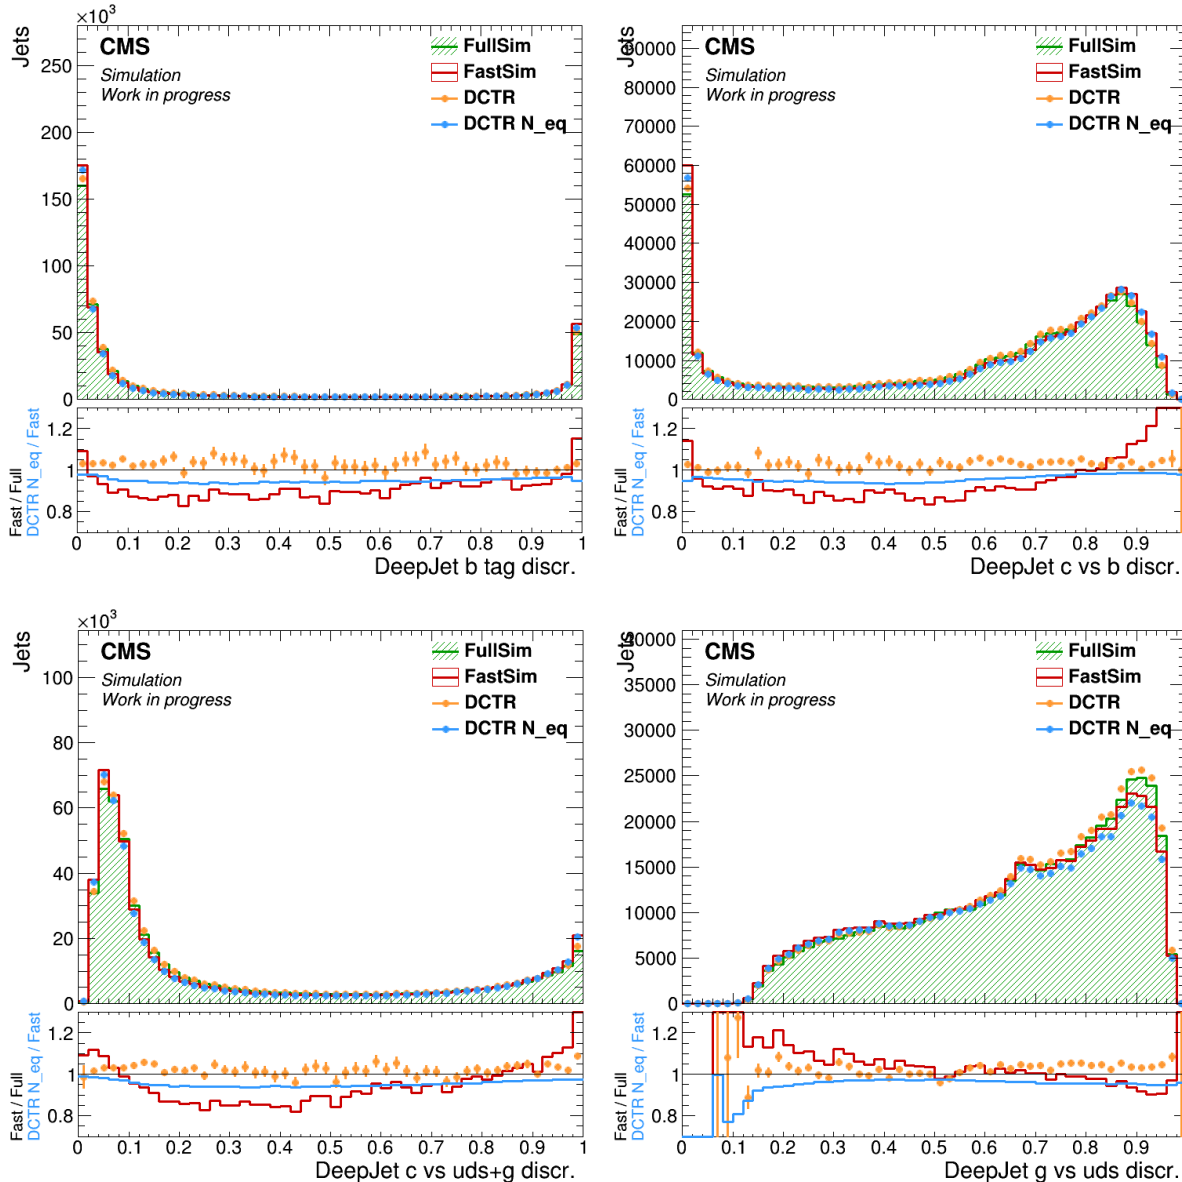 ×10³
Jets
250
200
150
100
50
0
CMS
Simulation
Work in progress
FullSim
FastSim
DCTR
DCTR N_eq
Fast / Full
DCTR N_eq / Fast
1.2
1
0.8
0 0.1 0.2 0.3 0.4 0.5 0.6 0.7 0.8 0.9 1
DeepJet b tag discr.
Jets
90000
80000
70000
60000
50000
40000
30000
20000
10000
0
CMS
Simulation
Work in progress
FullSim
FastSim
DCTR
DCTR N_eq
Fast / Full
DCTR N_eq / Fast
1.2
1
0.8
0 0.1 0.2 0.3 0.4 0.5 0.6 0.7 0.8 0.9
DeepJet c vs b discr.
×10³
Jets
100
80
60
40
20
0
CMS
Simulation
Work in progress
FullSim
FastSim
DCTR
DCTR N_eq
Fast / Full
DCTR N_eq / Fast
1.2
1
0.8
0 0.1 0.2 0.3 0.4 0.5 0.6 0.7 0.8 0.9 1
DeepJet c vs uds+g discr.
Jets
40000
35000
30000
25000
20000
15000
10000
5000
0
CMS
Simulation
Work in progress
FullSim
FastSim
DCTR
DCTR N_eq
Fast / Full
DCTR N_eq / Fast
1.2
1
0.8
0 0.1 0.2 0.3 0.4 0.5 0.6 0.7 0.8 0.9
DeepJet g vs uds discr.